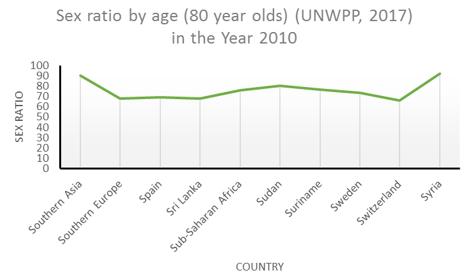 Sex ratio by age (80 year olds) (UNWPP, 2017)
in the Year 2010
SEX RATIO
100
90
80
70
60
50
40
30
20
10
0
Southern Asia
Southern Europe
Spain
Sri Lanka
Sub-Saharan Africa
Sudan
Suriname
Sweden
Switzerland
Syria
COUNTRY